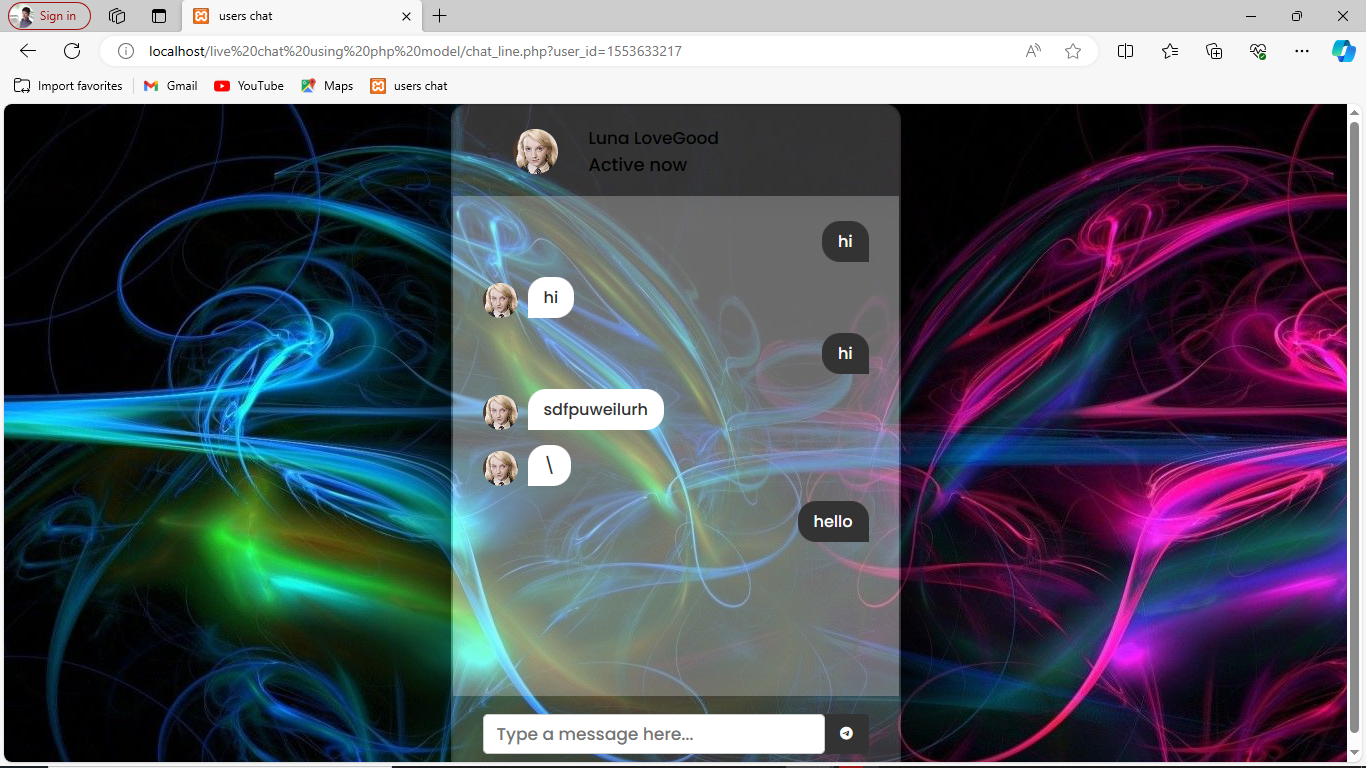 Sign in
users chat
localhost/live%20chat%20using%20php%20model/chat_line.php?user_id=1553633217
Import favorites
Gmail
YouTube
Maps
users chat
Luna LoveGood
Active now
hi
hi
hi
sdfpuweilurh
\
hello
Type a message here...